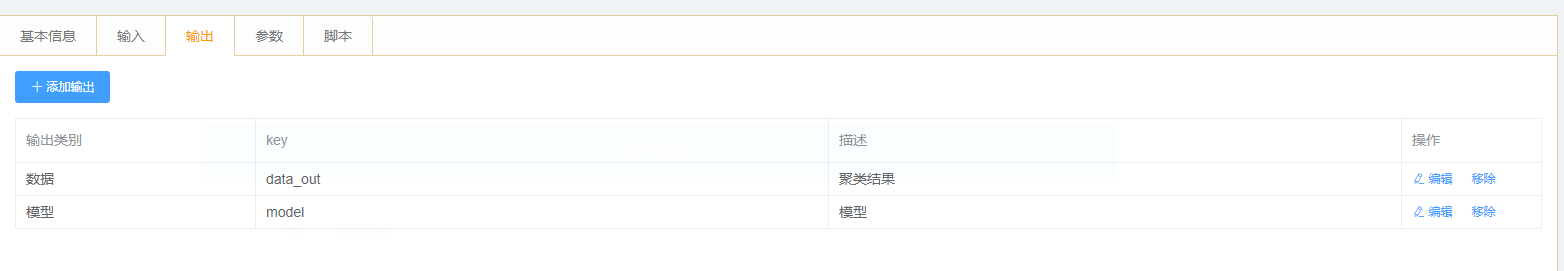 基本信息 输入 输出 参数 脚本
添加输出
输出类别 key 描述 操作
数据 data_out 聚类结果 编辑 移除
模型 model 模型 编辑 移除